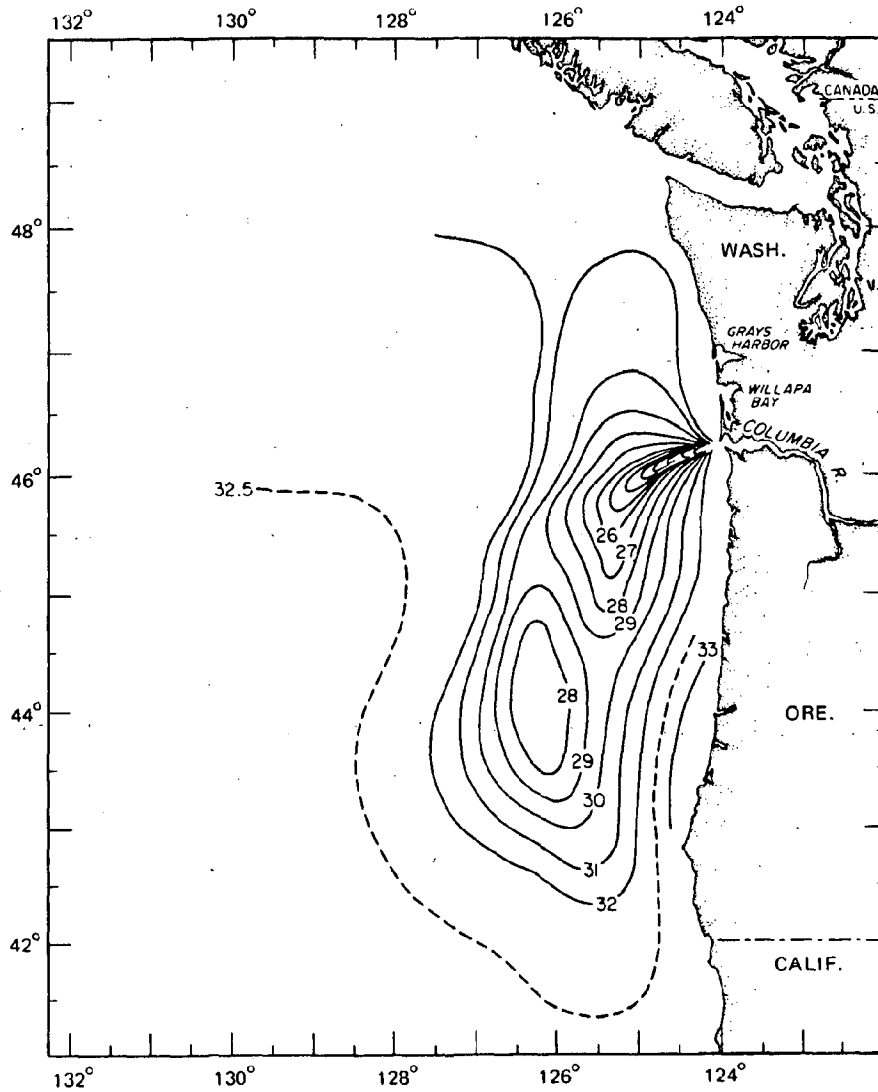 132° 130° 128° 126° 124°
CANADA
U.S.
48°
WASH.
V.
GRAYS
HARBOR
WILLAPA
BAY
COLUMBIA R.
46°
32.5
26
27
28
29
33
44°
28
ORE.
29
30
31
32
42°
CALIF.
132° 130° 128° 126° 124°